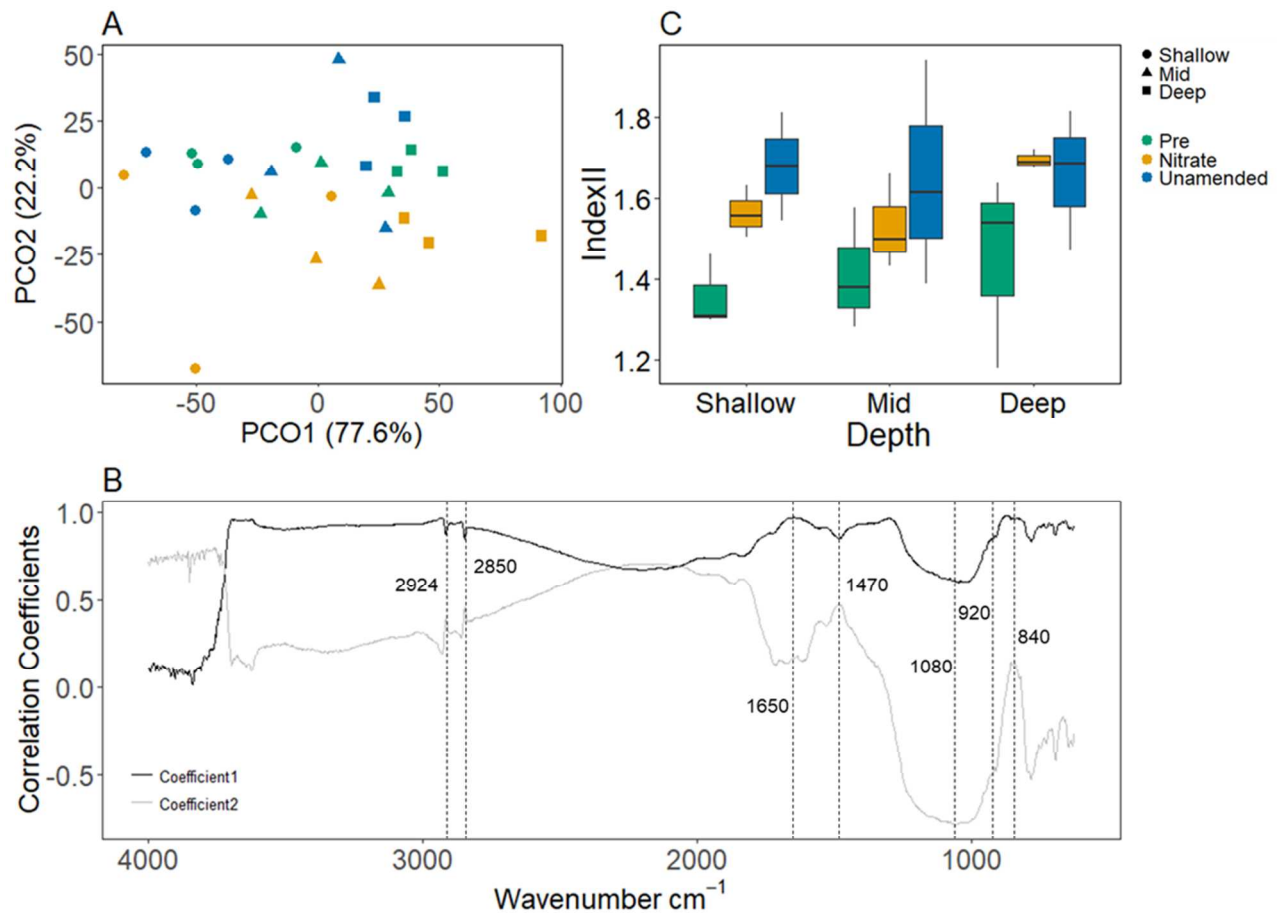 A
50
25
0
-25
-50
PCO2 (22.2%)
-50
0
50
100
PCO1 (77.6%)
C
1.8
1.6
1.4
1.2
IndexII
Shallow
Mid
Deep
Depth
Shallow
Mid
Deep
Pre
Nitrate
Unamended
B
1.0
0.5
0.0
-0.5
Correlation Coefficients
2924
2850
1650
1470
1080
920
840
Coefficient1
Coefficient2
4000
3000
2000
1000
Wavenumber cm⁻¹